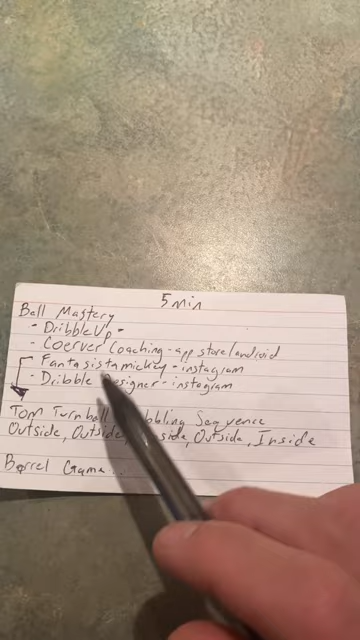 5 min
Ball Mastery
- DribbleUp -
- Coerver Coaching - app store/android
Fantasistamickey - instagram
- Dribble Designer - instagram
Tom Turnball Sequence
Outside, Outside, Outside, Inside
Barrel Game..